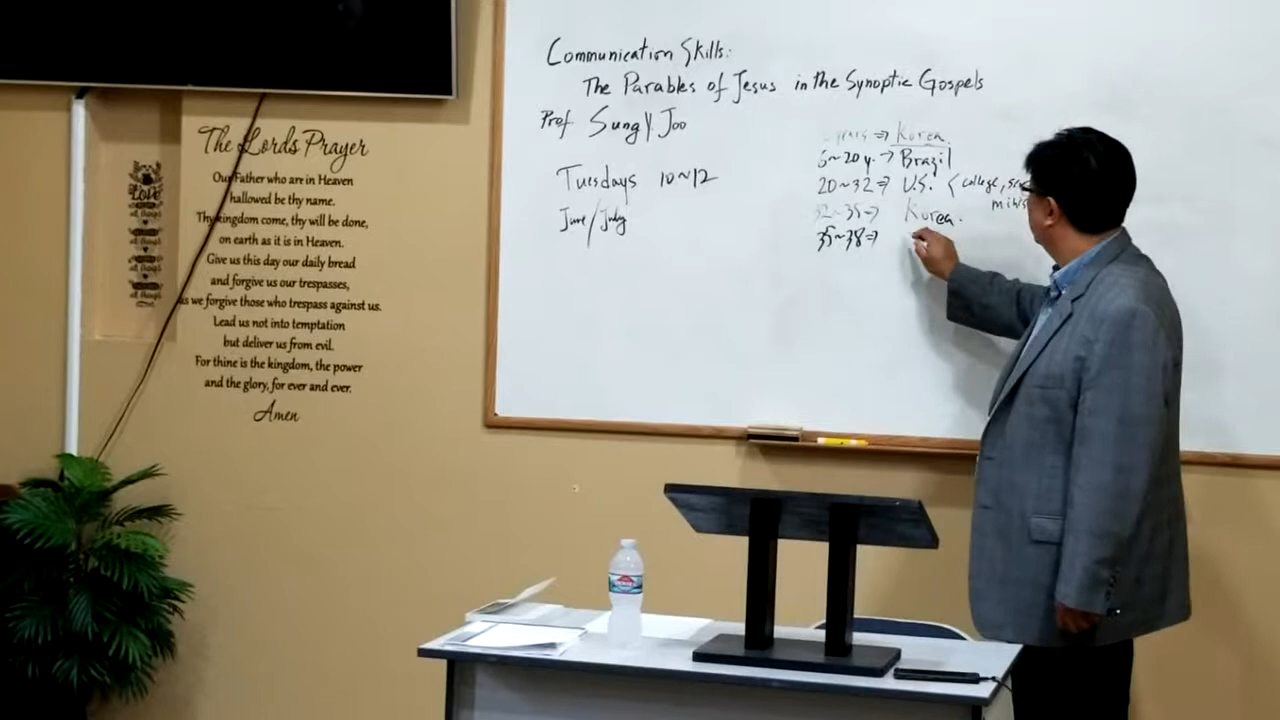 The Lords Prayer
Our Father who are in Heaven
hallowed be thy name.
Thy kingdom come, thy will be done,
on earth as it is in Heaven.
Give us this day our daily bread
and forgive us our trespasses,
as we forgive those who trespass against us.
Lead us not into temptation
but deliver us from evil.
For thine is the kingdom, the power
and the glory, for ever and ever.
Amen
LOVE
Communication Skills:
The Parables of Jesus in the Synoptic Gospels
Prof Sung Y. Joo
Tuesdays 10~12
June/July
⇒ Korea
~20 y. → Brazil
20~32 ⇒ U.S. < college,
32~35 ⇒ Korea.
35~38 ⇒